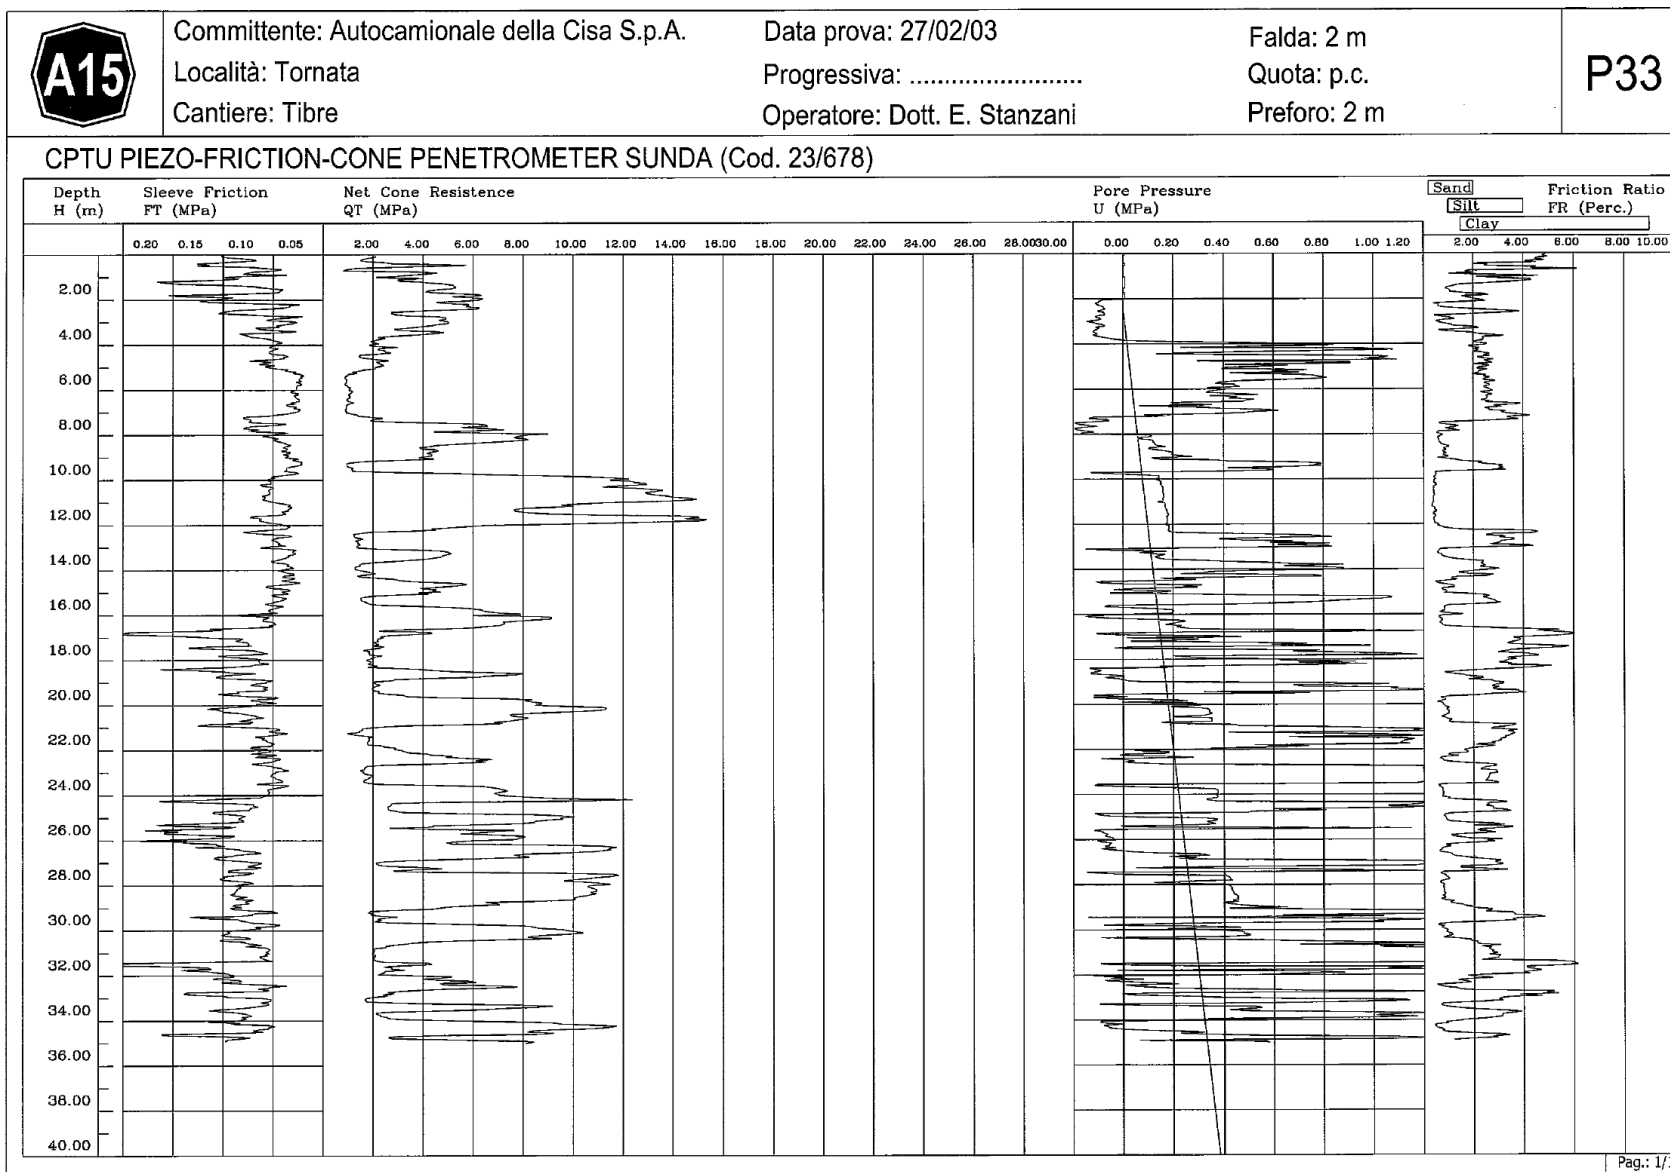 A15
Committente: Autocamionale della Cisa S.p.A.
Località: Tornata
Cantiere: Tibre
Data prova: 27/02/03
Progressiva: ........................
Operatore: Dott. E. Stanzani
Falda: 2 m
Quota: p.c.
Preforo: 2 m
P33
CPTU PIEZO-FRICTION-CONE PENETROMETER SUNDA (Cod. 23/678)
Depth
H (m)
Sleeve Friction
FT (MPa)
Net Cone Resistence
QT (MPa)
Pore Pressure
U (MPa)
Sand
Silt
Clay
Friction Ratio
FR (Perc.)
0.20 0.15 0.10 0.05
2.00 4.00 6.00 8.00 10.00 12.00 14.00 16.00 18.00 20.00 22.00 24.00 26.00 28.00 30.00
0.00 0.20 0.40 0.60 0.80 1.00 1.20
2.00 4.00 6.00 8.00 10.00
2.00
4.00
6.00
8.00
10.00
12.00
14.00
16.00
18.00
20.00
22.00
24.00
26.00
28.00
30.00
32.00
34.00
36.00
38.00
40.00
Pag.: 1/